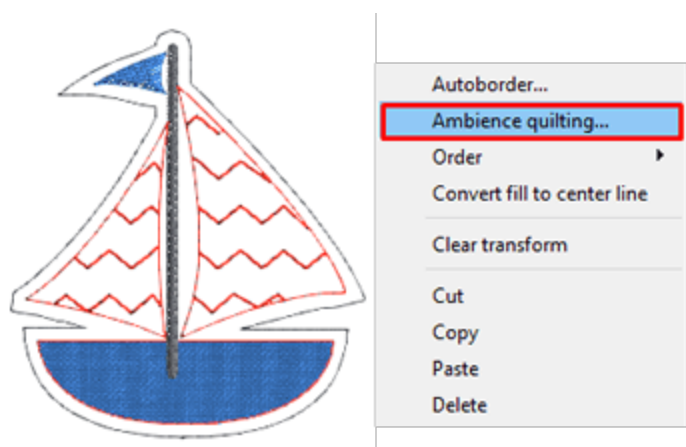 Autoborder...
Ambience quilting...
Order
Convert fill to center line
Clear transform
Cut
Copy
Paste
Delete